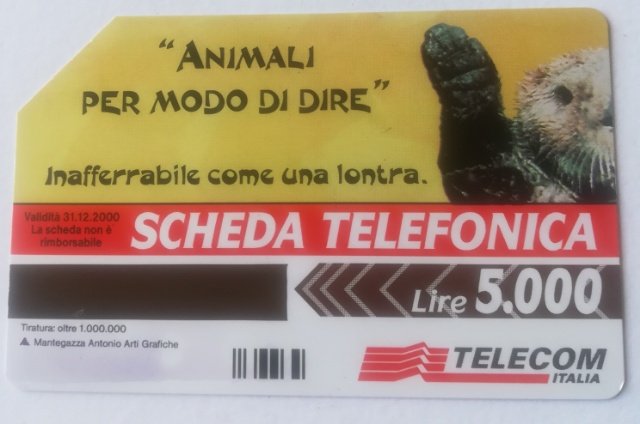 “ANIMALI
PER MODO DI DIRE”
Inafferrabile come una lontra.
Validità 31.12.2000
La scheda non è
rimborsabile
SCHEDA TELEFONICA
Lire 5.000
Tiratura: oltre 1.000.000
Mantegazza Antonio Arti Grafiche
TELECOM
ITALIA